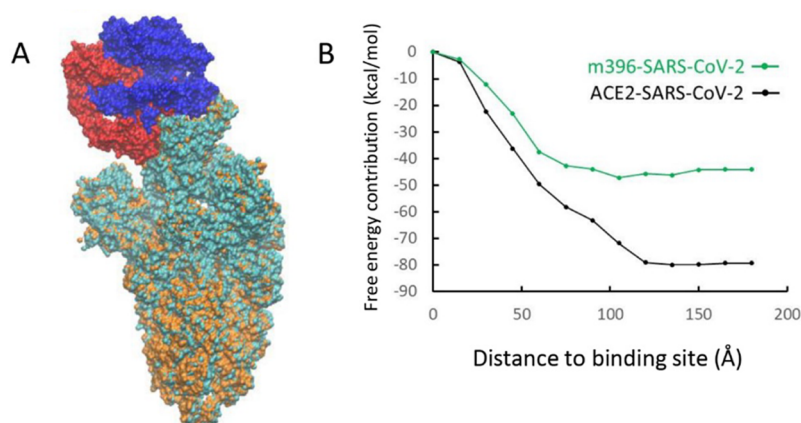 A
B
Free energy contribution (kcal/mol)
0
-10
-20
-30
-40
-50
-60
-70
-80
-90
m396-SARS-CoV-2
ACE2-SARS-CoV-2
0
50
100
150
200
Distance to binding site (Å)